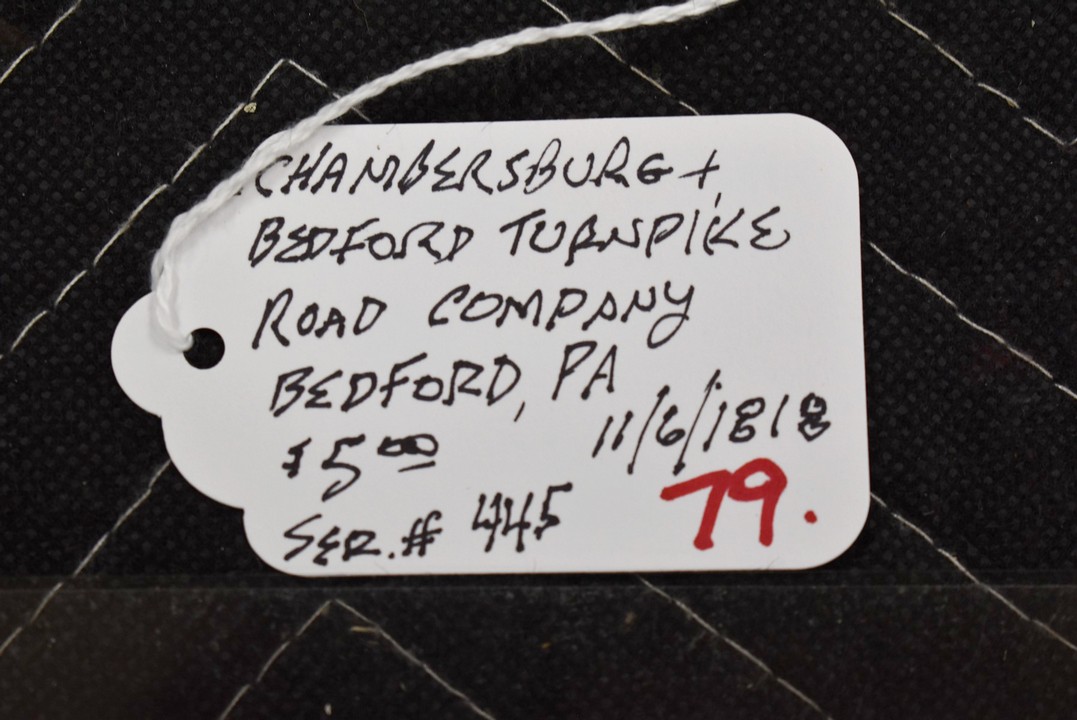 CHAMBERSBURG +
BEDFORD TURNPIKE
ROAD COMPANY
BEDFORD, PA
$5.00 11/6/1818
SER.# 445 79.